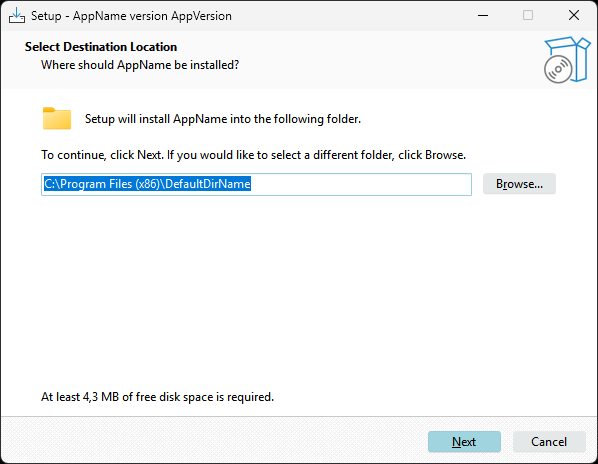 Setup - AppName version AppVersion
Select Destination Location
Where should AppName be installed?
Setup will install AppName into the following folder.
To continue, click Next. If you would like to select a different folder, click Browse.
C:\Program Files (x86)\DefaultDirName
Browse...
At least 4,3 MB of free disk space is required.
Next
Cancel